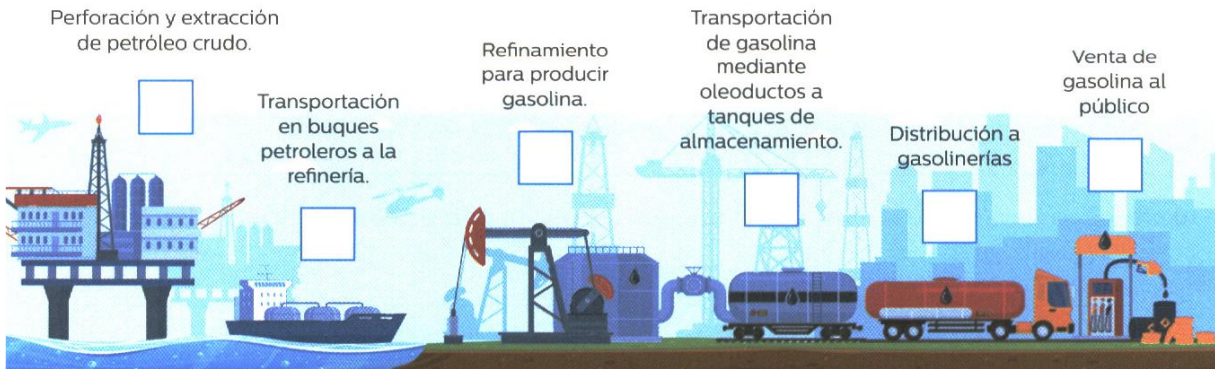 Perforación y extracción
de petróleo crudo.
Transportación
en buques
petroleros a la
refinería.
Refinamiento
para producir
gasolina.
Transportación
de gasolina
mediante
oleoductos a
tanques de
almacenamiento.
Distribución a
gasolinerías
Venta de
gasolina al
público